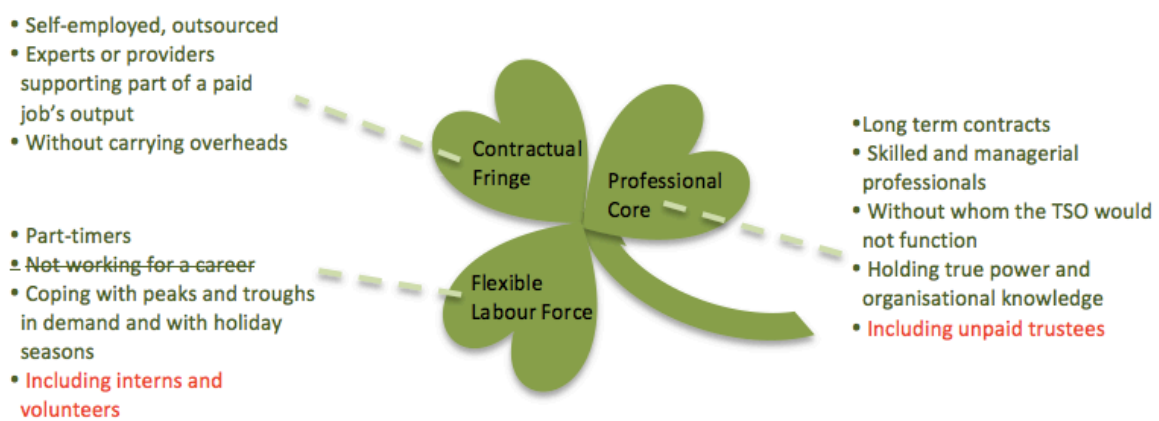 • Self-employed, outsourced
• Experts or providers
supporting part of a paid
job's output
• Without carrying overheads
Contractual
Fringe
Professional
Core
•Long term contracts
• Skilled and managerial
professionals
• Without whom the TSO would
not function
• Holding true power and
organisational knowledge
• Including unpaid trustees
• Part-timers
• Not working for a career
• Coping with peaks and troughs
in demand and with holiday
seasons
• Including interns and
volunteers
Flexible
Labour Force